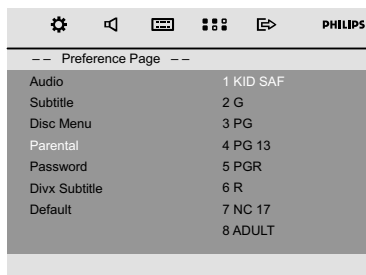 PHILIPS
-- Preference Page --
Audio 1 KID SAF
Subtitle 2 G
Disc Menu 3 PG
Parental 4 PG 13
Password 5 PGR
Divx Subtitle 6 R
Default 7 NC 17
8 ADULT